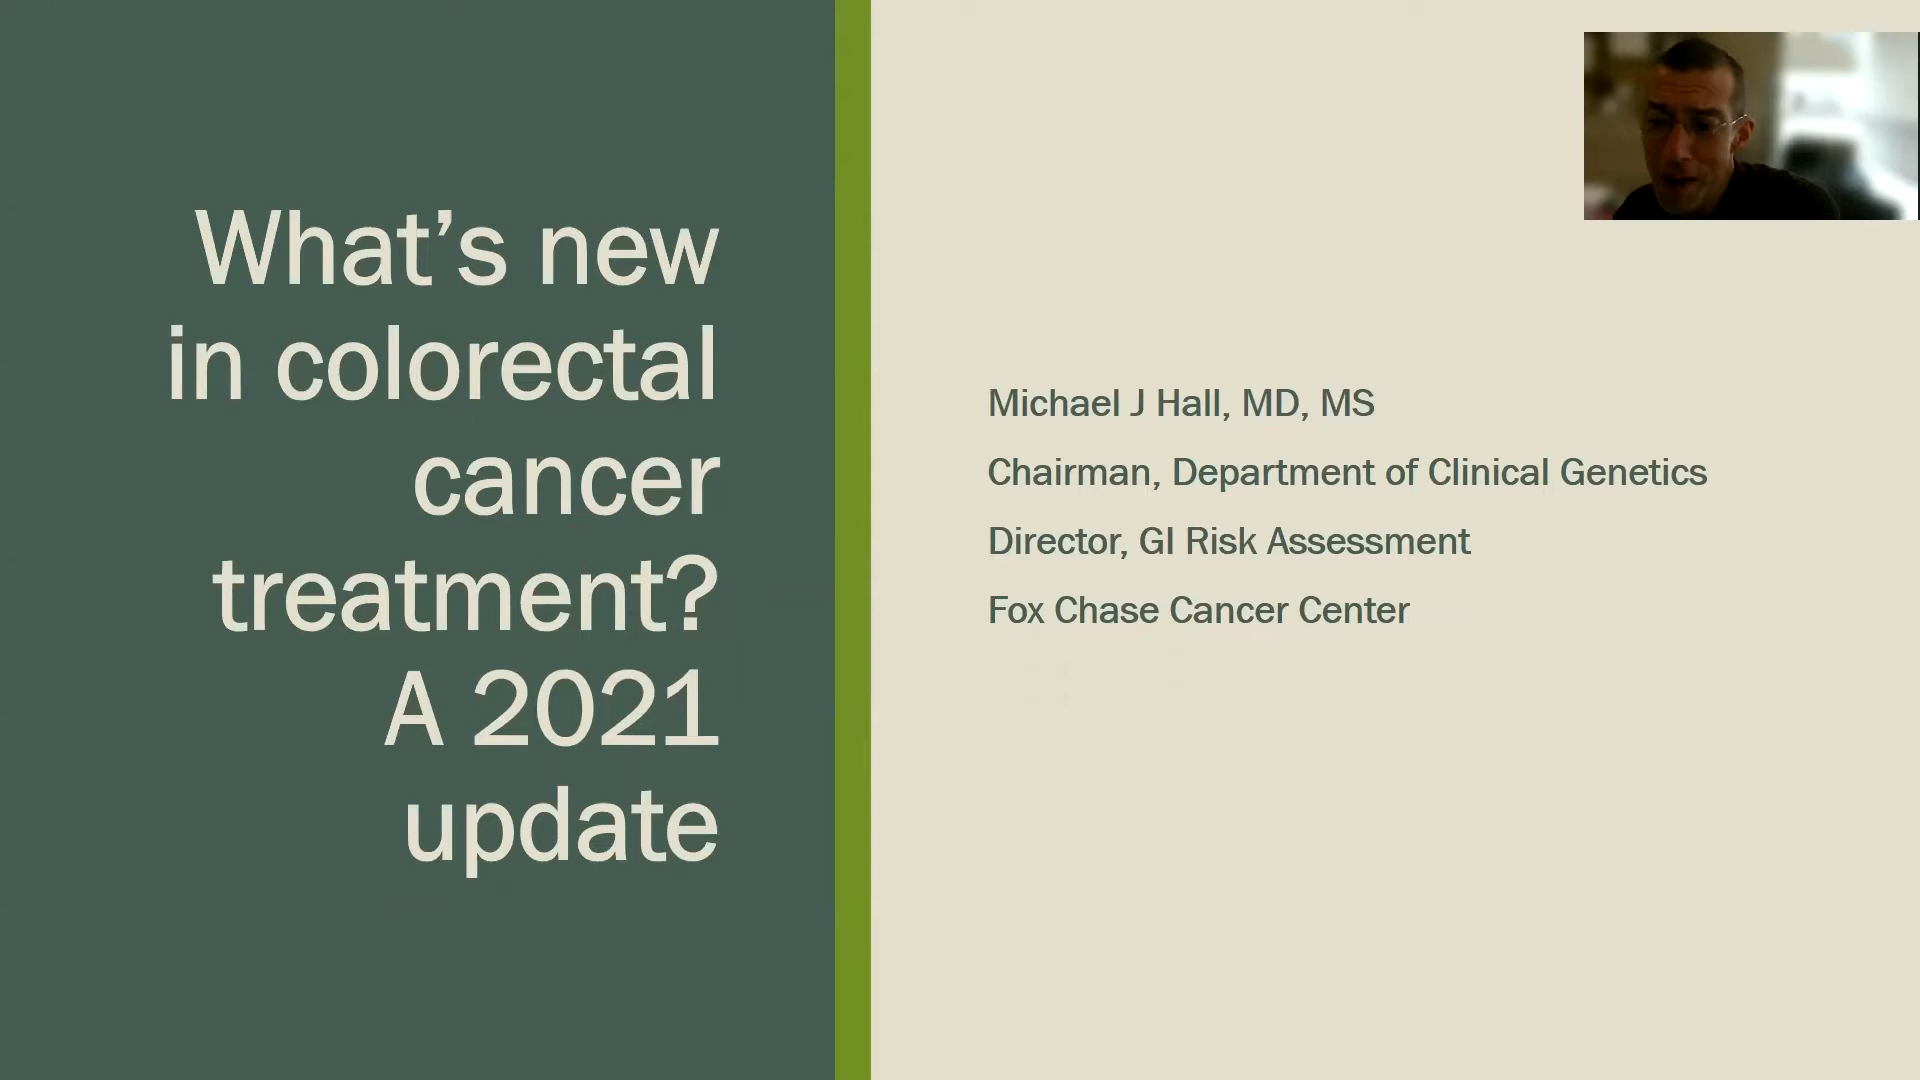 What's new
in colorectal
cancer
treatment?
A 2021
update
Michael J Hall, MD, MS
Chairman, Department of Clinical Genetics
Director, GI Risk Assessment
Fox Chase Cancer Center